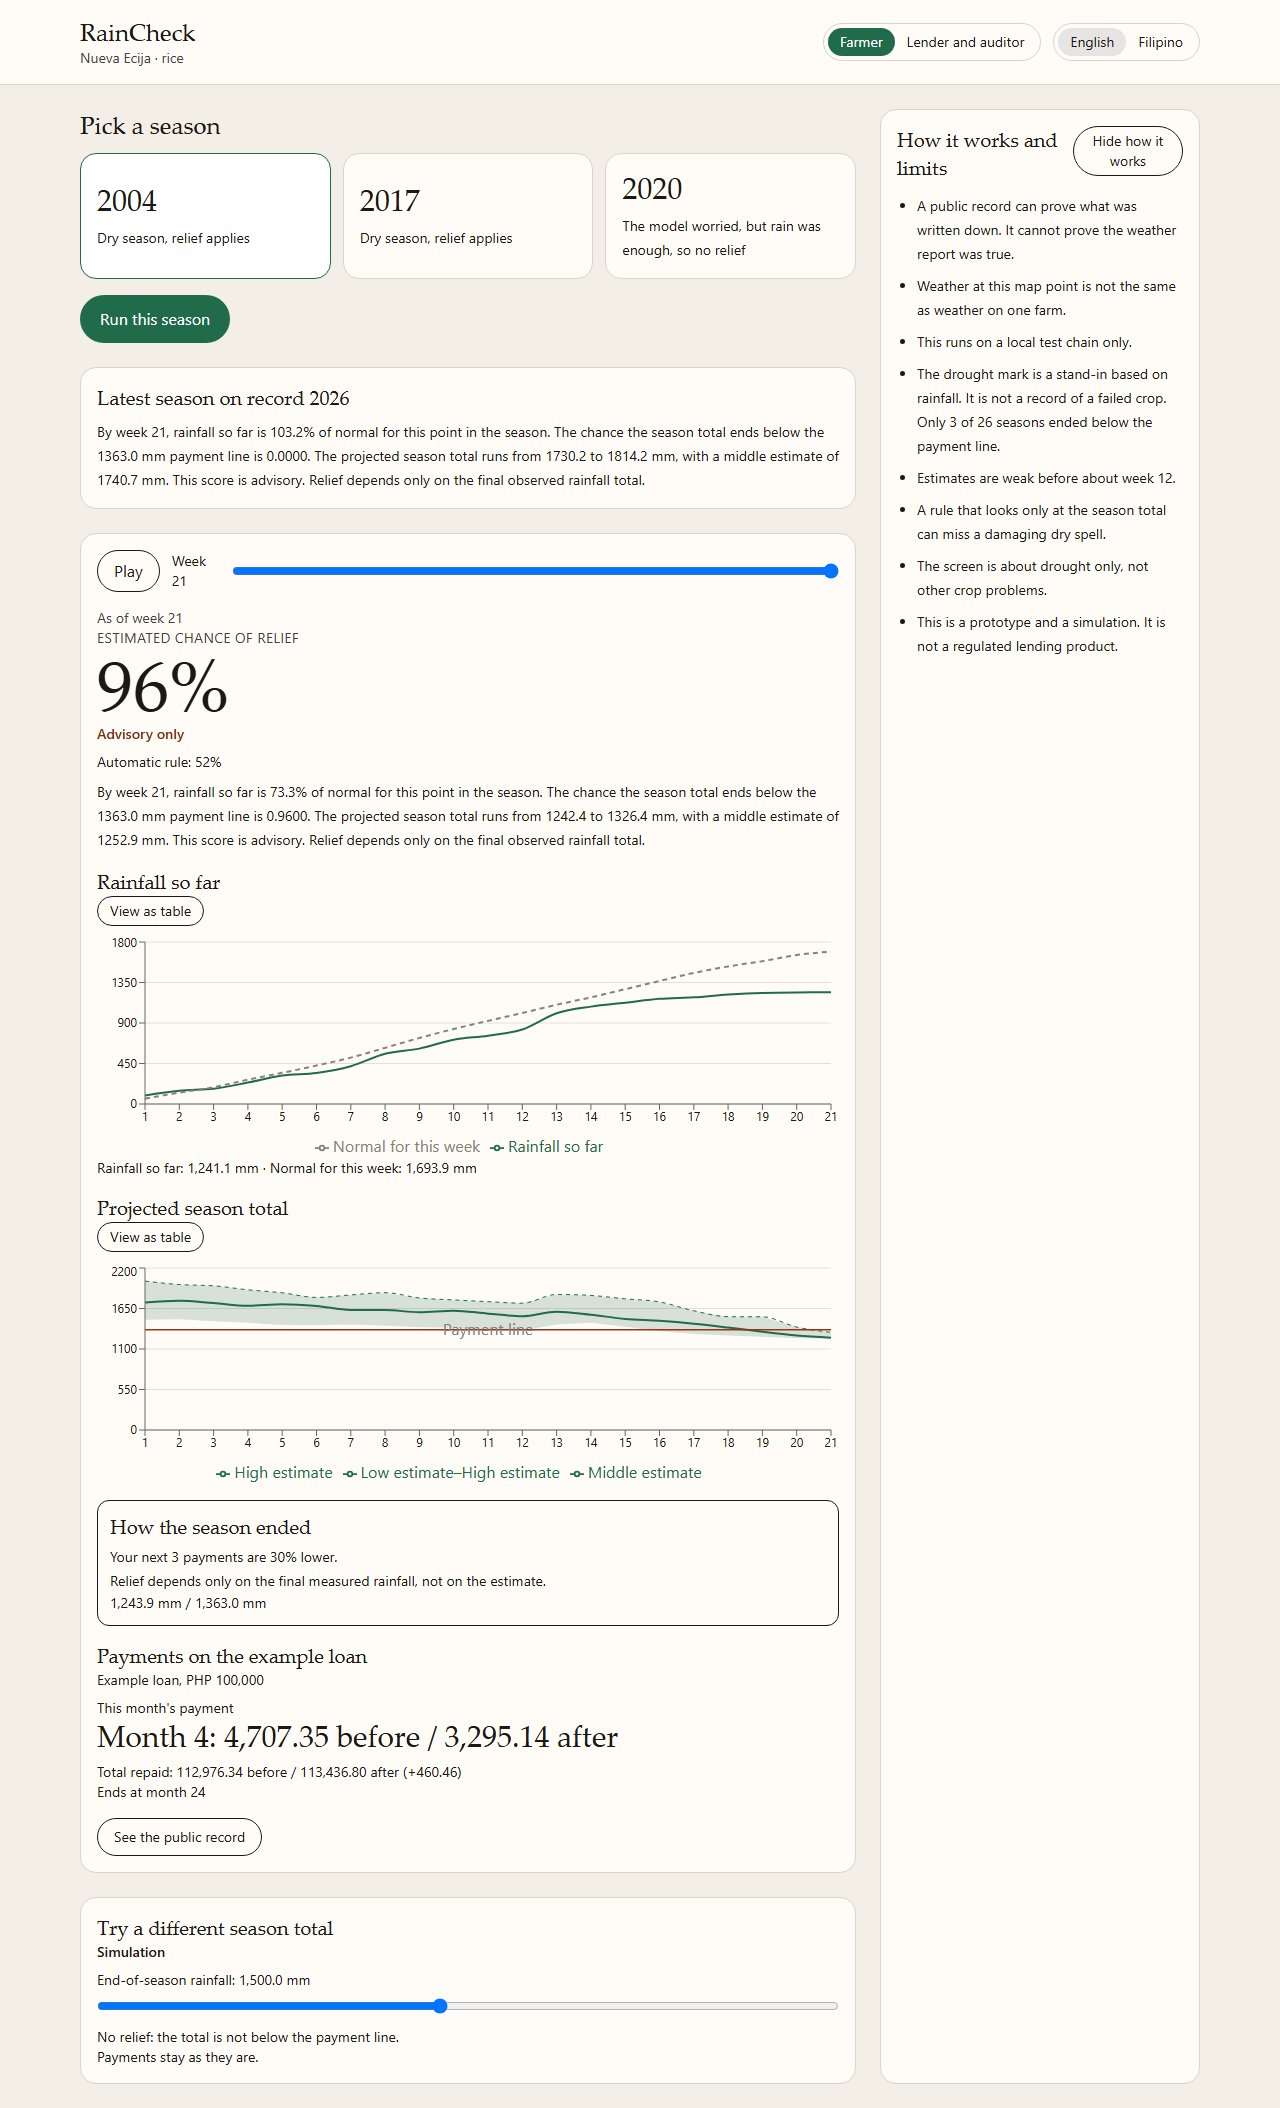 RainCheck
Nueva Ecija · rice
Farmer
Lender and auditor
English
Filipino
Pick a season
2004
Dry season, relief applies
2017
Dry season, relief applies
2020
The model worried, but rain was
enough, so no relief
Run this season
Latest season on record 2026
By week 21, rainfall so far is 103.2% of normal for this point in the season. The chance the season total ends below the
1363.0 mm payment line is 0.0000. The projected season total runs from 1730.2 to 1814.2 mm, with a middle estimate of
1740.7 mm. This score is advisory. Relief depends only on the final observed rainfall total.
Play
Week
21
As of week 21
ESTIMATED CHANCE OF RELIEF
96%
Advisory only
Automatic rule: 52%
By week 21, rainfall so far is 73.3% of normal for this point in the season. The chance the season total ends below the
1363.0 mm payment line is 0.9600. The projected season total runs from 1242.4 to 1326.4 mm, with a middle estimate of
1252.9 mm. This score is advisory. Relief depends only on the final observed rainfall total.
Rainfall so far
View as table
1800
1350
900
450
0
1 2 3 4 5 6 7 8 9 10 11 12 13 14 15 16 17 18 19 20 21
Normal for this week Rainfall so far
Rainfall so far: 1,241.1 mm · Normal for this week: 1,693.9 mm
Projected season total
View as table
2200
1650
Payment line
1100
550
0
1 2 3 4 5 6 7 8 9 10 11 12 13 14 15 16 17 18 19 20 21
High estimate Low estimate–High estimate Middle estimate
How the season ended
Your next 3 payments are 30% lower.
Relief depends only on the final measured rainfall, not on the estimate.
1,243.9 mm / 1,363.0 mm
Payments on the example loan
Example loan, PHP 100,000
This month's payment
Month 4: 4,707.35 before / 3,295.14 after
Total repaid: 112,976.34 before / 113,436.80 after (+460.46)
Ends at month 24
See the public record
Try a different season total
Simulation
End-of-season rainfall: 1,500.0 mm
No relief: the total is not below the payment line.
Payments stay as they are.
How it works and
limits
Hide how it
works
• A public record can prove what was
written down. It cannot prove the weather
report was true.
• Weather at this map point is not the same
as weather on one farm.
• This runs on a local test chain only.
• The drought mark is a stand-in based on
rainfall. It is not a record of a failed crop.
Only 3 of 26 seasons ended below the
payment line.
• Estimates are weak before about week 12.
• A rule that looks only at the season total
can miss a damaging dry spell.
• The screen is about drought only, not
other crop problems.
• This is a prototype and a simulation. It is
not a regulated lending product.